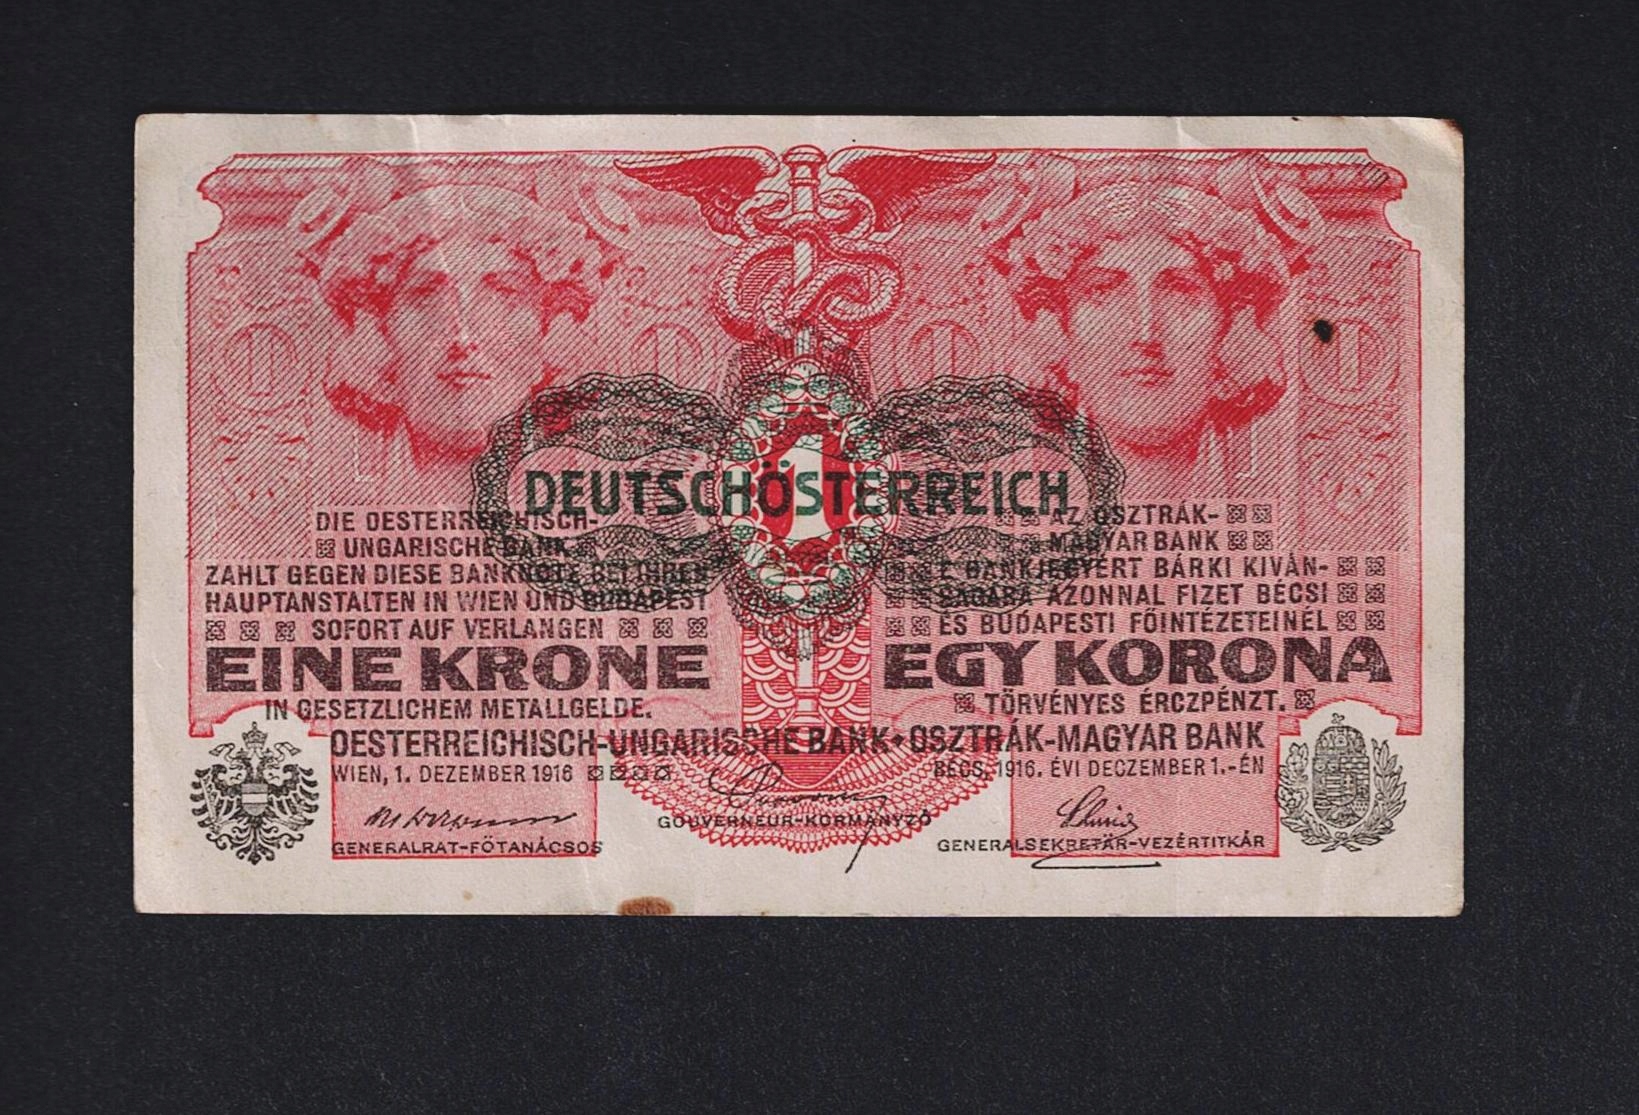 1
DEUTSCHÖSTERREICH
DIE OESTERREICHISCH-
UNGARISCHE BANK
ZAHLT GEGEN DIESE BANKNOTE BEI IHREN
HAUPTANSTALTEN IN WIEN UND BUDAPEST
SOFORT AUF VERLANGEN
EINE KRONE
IN GESETZLICHEM METALLGELDE.
AZ OSZTRÁK-
MAGYAR BANK
E BANKJEGYÉRT BÁRKI KIVÁN-
SÁGÁRA AZONNAL FIZET BÉCSI
ÉS BUDAPESTI FŐINTÉZETEINÉL
EGY KORONA
TÖRVÉNYES ÉRCZPÉNZT.
OESTERREICHISCH-UNGARISCHE BANK • OSZTRÁK-MAGYAR BANK
WIEN, 1. DEZEMBER 1916
BÉCS, 1916. ÉVI DECZEMBER 1.-ÉN
GENERALRAT-FŐTANÁCSOS
GOUVERNEUR-KORMÁNYZÓ
GENERALSEKRETÄR-VEZÉRTITKÁR